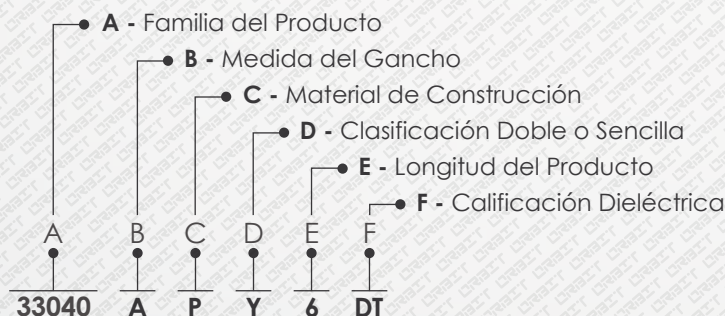 A - Familia del Producto
B - Medida del Gancho
C - Material de Construcción
D - Clasificación Doble o Sencilla
E - Longitud del Producto
F - Calificación Dieléctrica
A B C D E F
33040 A P Y 6 DT